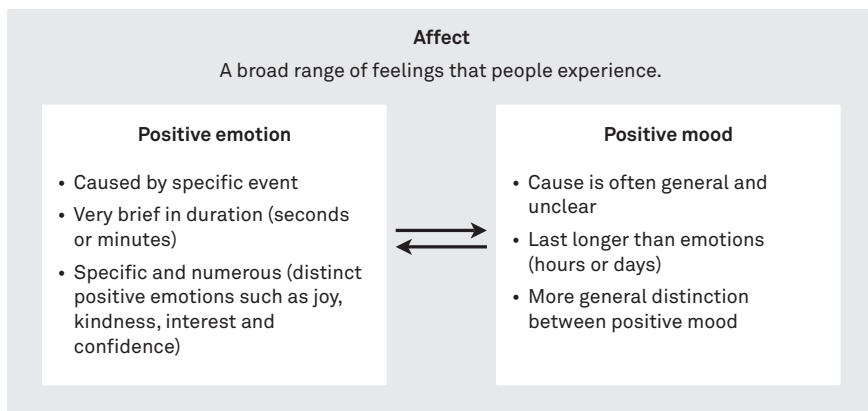 Affect
A broad range of feelings that people experience.
Positive emotion
• Caused by specific event
• Very brief in duration (seconds
or minutes)
• Specific and numerous (distinct
positive emotions such as joy,
kindness, interest and
confidence)
Positive mood
• Cause is often general and
unclear
• Last longer than emotions
(hours or days)
• More general distinction
between positive mood